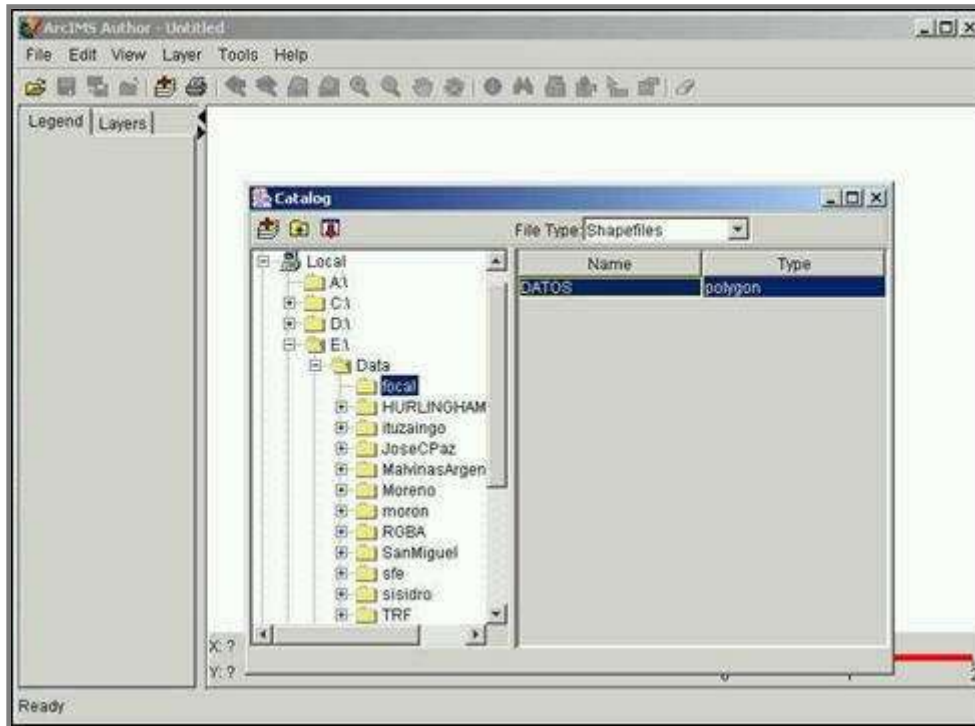 ArcIMS Author - Untitled
File Edit View Layer Tools Help
Legend Layers
Catalog
File Type: Shapefiles
Local
A:\
C:\
D:\
E:\
Data
focal
HURLINGHAM
ituzaingo
JoseCPaz
MalvinasArgen
Moreno
moron
RGBA
SanMiguel
sfe
sisidro
TRF
Name Type
DATOS polygon
X: ?
Y: ?
Ready